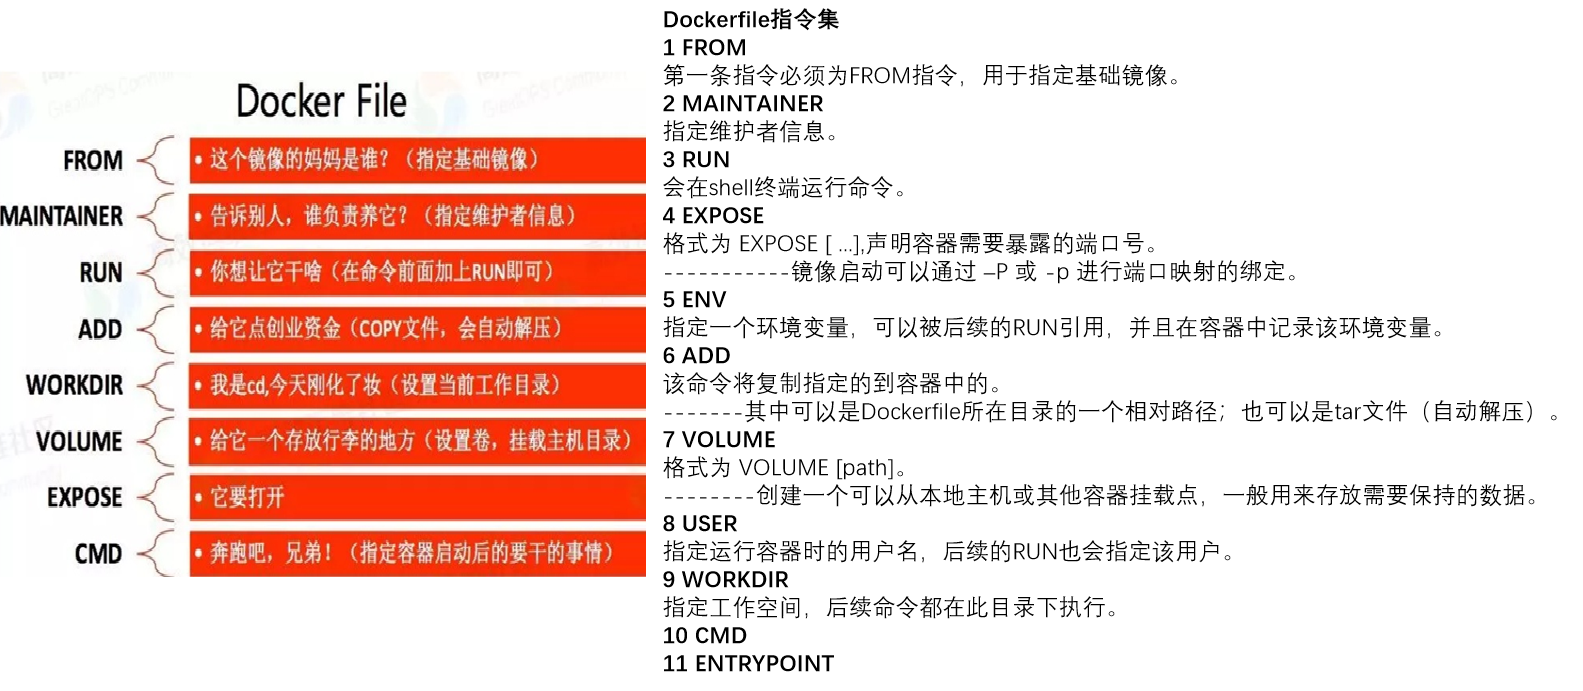 Docker File
FROM
• 这个镜像的妈妈是谁？（指定基础镜像）
MAINTAINER
• 告诉别人，谁负责养它？（指定维护者信息）
RUN
• 你想让它干啥（在命令前面加上RUN即可）
ADD
• 给它点创业资金（COPY文件，会自动解压）
WORKDIR
• 我是cd,今天刚化了妆（设置当前工作目录）
VOLUME
• 给它一个存放行李的地方（设置卷，挂载主机目录）
EXPOSE
• 它要打开
CMD
• 奔跑吧，兄弟！（指定容器启动后的要干的事情）
Dockerfile指令集
1 FROM
第一条指令必须为FROM指令，用于指定基础镜像。
2 MAINTAINER
指定维护者信息。
3 RUN
会在shell终端运行命令。
4 EXPOSE
格式为 EXPOSE [ ...],声明容器需要暴露的端口号。
-----------镜像启动可以通过 –P 或 -p 进行端口映射的绑定。
5 ENV
指定一个环境变量，可以被后续的RUN引用，并且在容器中记录该环境变量。
6 ADD
该命令将复制指定的到容器中的。
-------其中可以是Dockerfile所在目录的一个相对路径；也可以是tar文件（自动解压）。
7 VOLUME
格式为 VOLUME [path]。
--------创建一个可以从本地主机或其他容器挂载点，一般用来存放需要保持的数据。
8 USER
指定运行容器时的用户名，后续的RUN也会指定该用户。
9 WORKDIR
指定工作空间，后续命令都在此目录下执行。
10 CMD
11 ENTRYPOINT